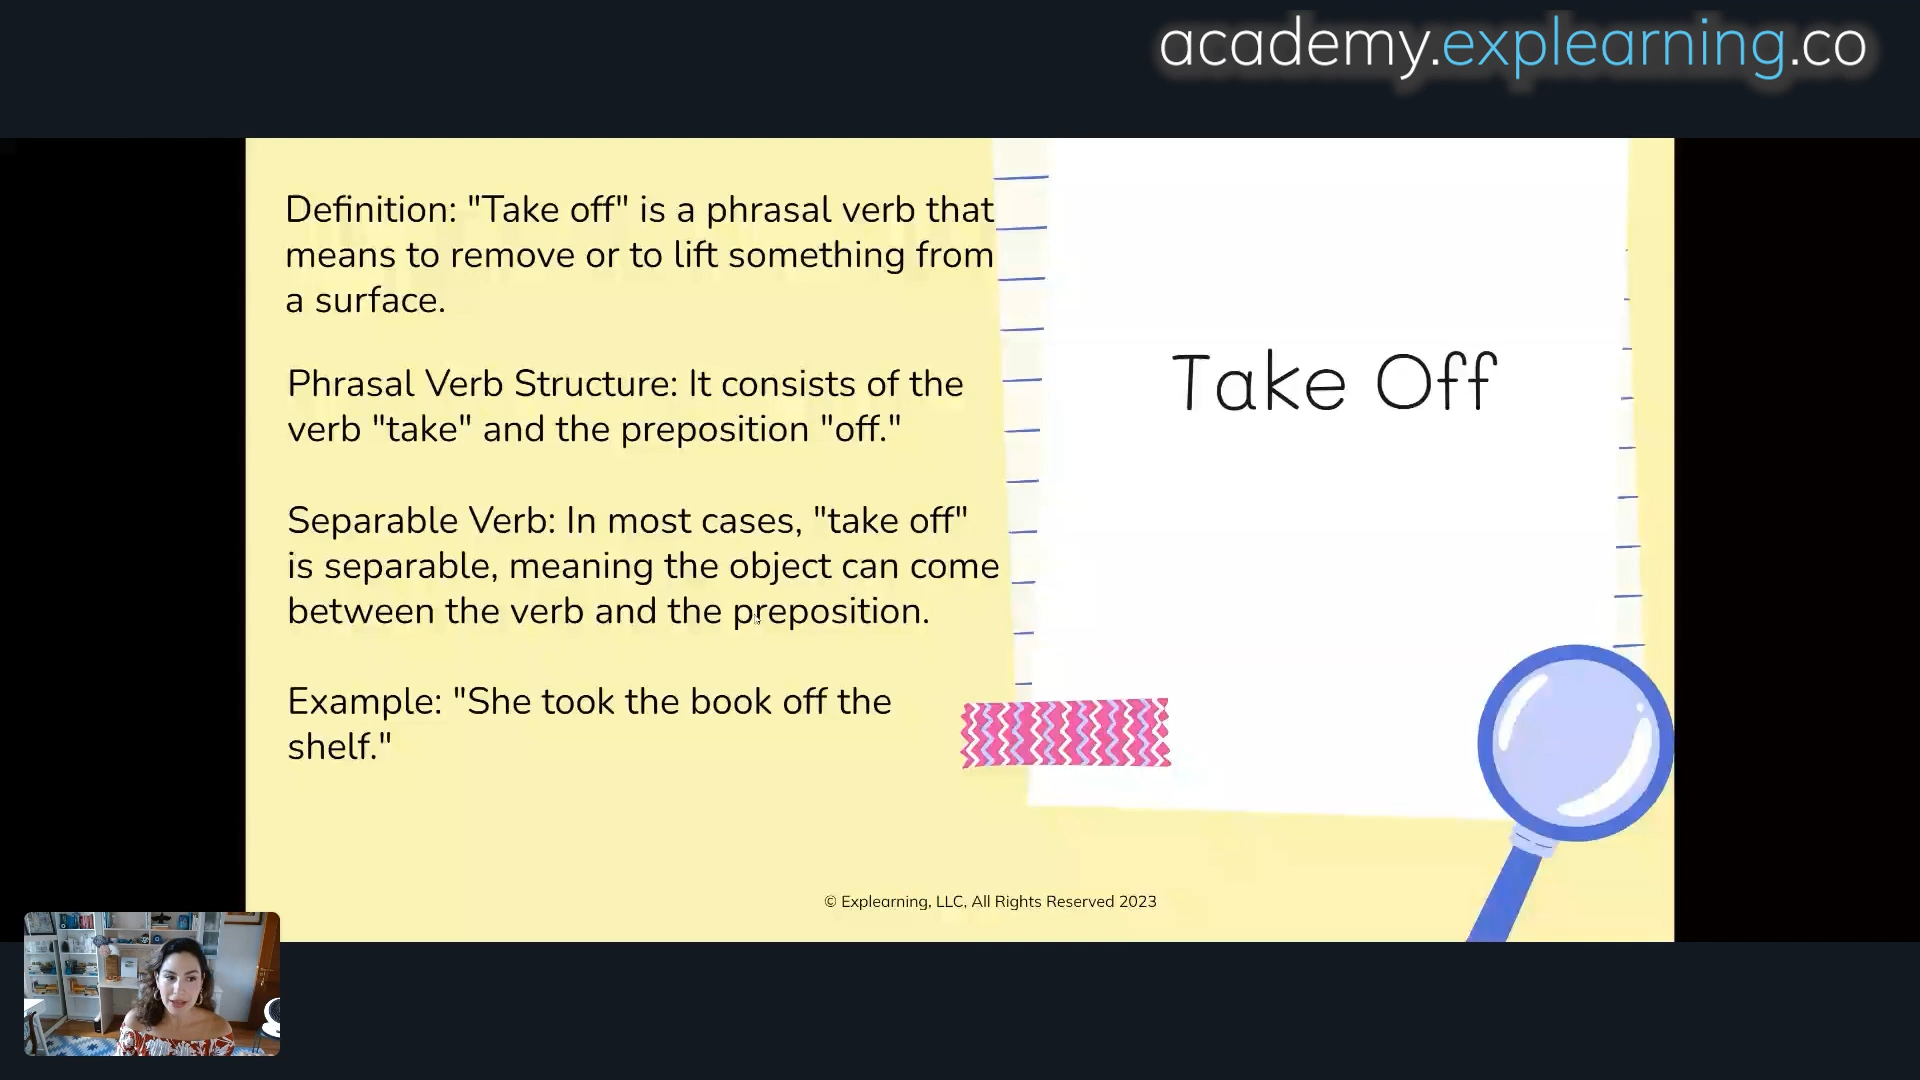 academy.explearning.co
Definition: "Take off" is a phrasal verb that
means to remove or to lift something from
a surface.
Phrasal Verb Structure: It consists of the
verb "take" and the preposition "off."
Separable Verb: In most cases, "take off"
is separable, meaning the object can come
between the verb and the preposition.
Example: "She took the book off the
shelf."
Take Off
© Explearning, LLC, All Rights Reserved 2023